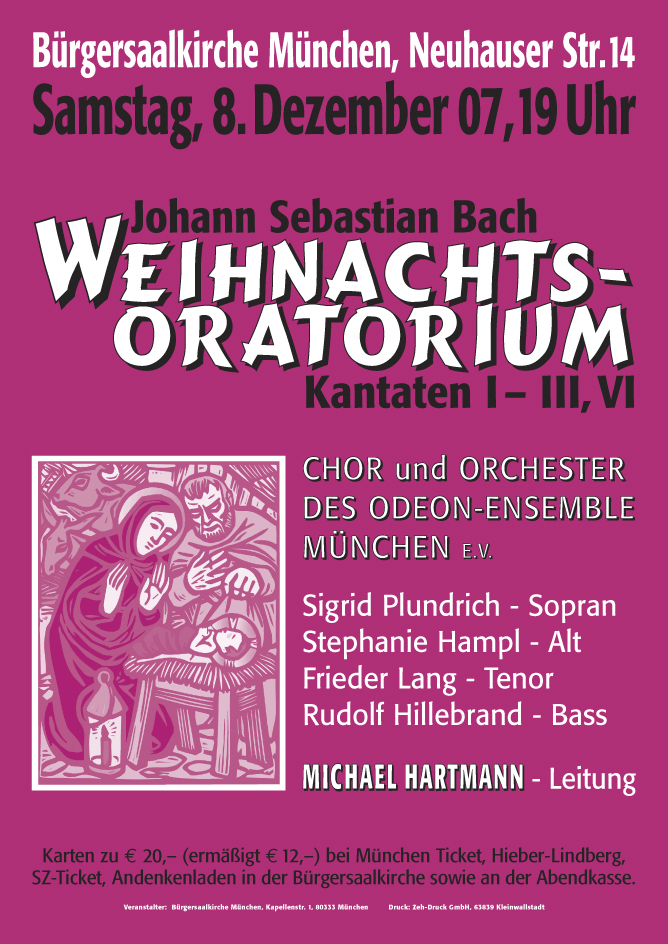 Bürgersaalkirche München, Neuhauser Str. 14
Samstag, 8. Dezember 07, 19 Uhr
Johann Sebastian Bach
WEIHNACHTS-
ORATORIUM
Kantaten I – III, VI
CHOR und ORCHESTER
DES ODEON-ENSEMBLE
MÜNCHEN E.V.
Sigrid Plundrich - Sopran
Stephanie Hampl - Alt
Frieder Lang - Tenor
Rudolf Hillebrand - Bass
MICHAEL HARTMANN - Leitung
Karten zu € 20,– (ermäßigt € 12,–) bei München Ticket, Hieber-Lindberg,
SZ-Ticket, Andenkenladen in der Bürgersaalkirche sowie an der Abendkasse.
Veranstalter: Bürgersaalkirche München, Kapellenstr. 1, 80333 München Druck: Zeh-Druck GmbH, 63839 Kleinwallstadt